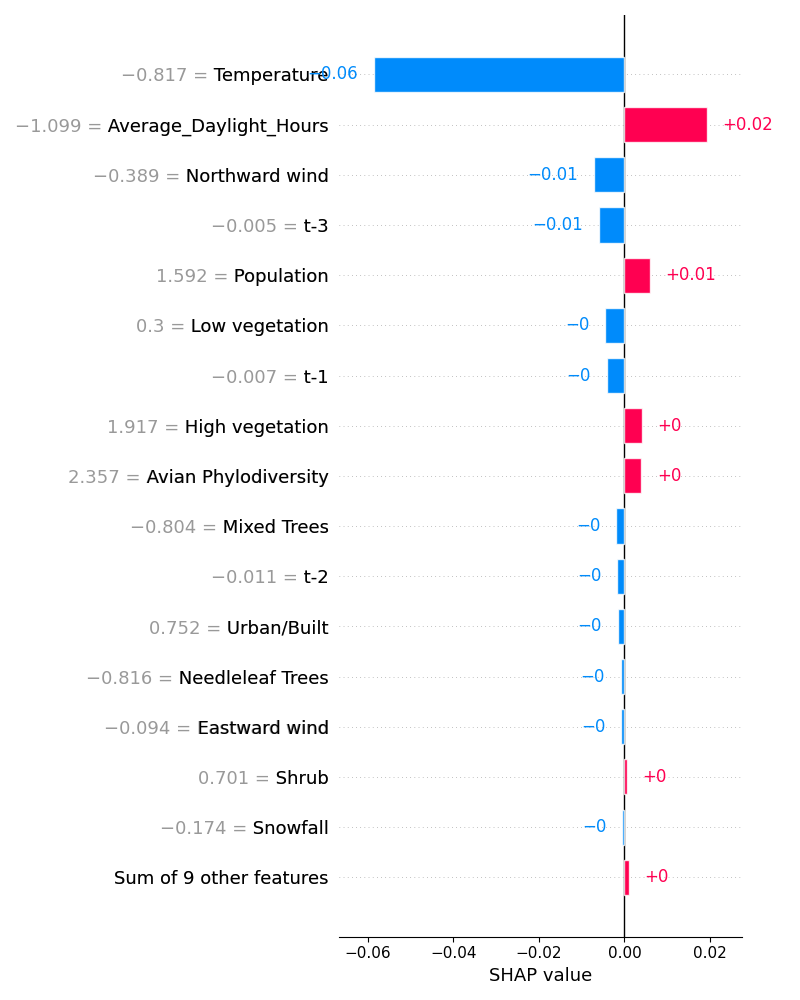 −0.817 = Temperature −0.06
−1.099 = Average_Daylight_Hours +0.02
−0.389 = Northward wind −0.01
−0.005 = t-3 −0.01
1.592 = Population +0.01
0.3 = Low vegetation −0
−0.007 = t-1 −0
1.917 = High vegetation +0
2.357 = Avian Phylodiversity +0
−0.804 = Mixed Trees −0
−0.011 = t-2 −0
0.752 = Urban/Built −0
−0.816 = Needleleaf Trees −0
−0.094 = Eastward wind −0
0.701 = Shrub +0
−0.174 = Snowfall −0
Sum of 9 other features +0
−0.06 −0.04 −0.02 0.00 0.02
SHAP value